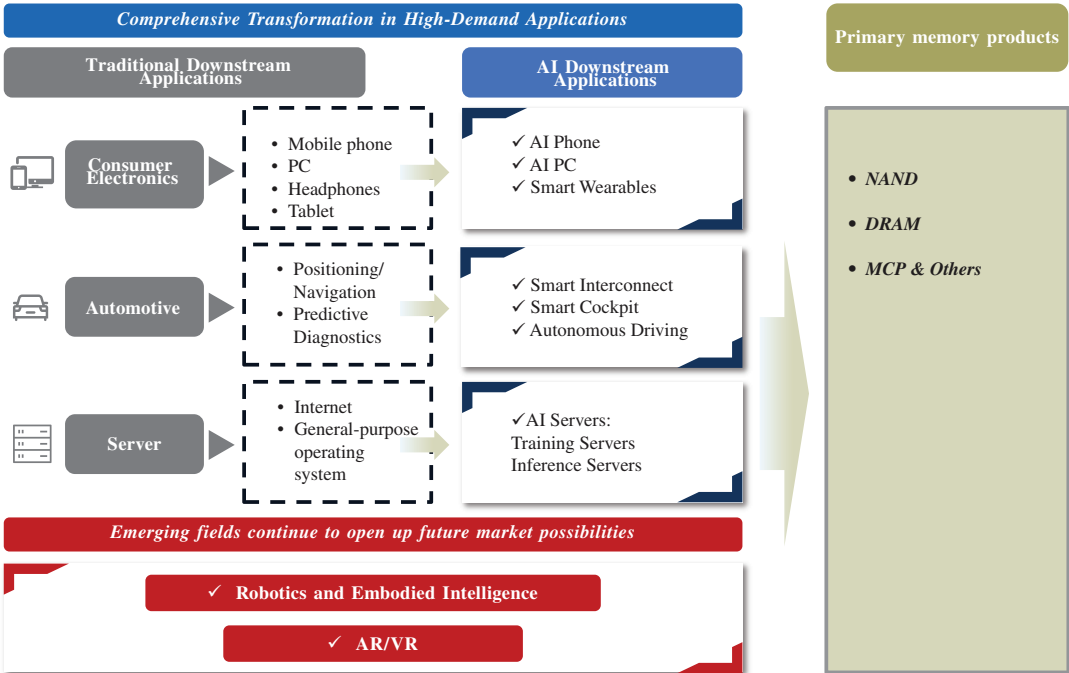 Comprehensive Transformation in High-Demand Applications
Primary memory products
Traditional Downstream
Applications
AI Downstream
Applications
Consumer
Electronics
• Mobile phone
• PC
• Headphones
• Tablet
✓ AI Phone
✓ AI PC
✓ Smart Wearables
Automotive
• Positioning/
Navigation
• Predictive
Diagnostics
✓ Smart Interconnect
✓ Smart Cockpit
✓ Autonomous Driving
Server
• Internet
• General-purpose
operating
system
✓AI Servers:
Training Servers
Inference Servers
• NAND
• DRAM
• MCP & Others
Emerging fields continue to open up future market possibilities
✓ Robotics and Embodied Intelligence
✓ AR/VR